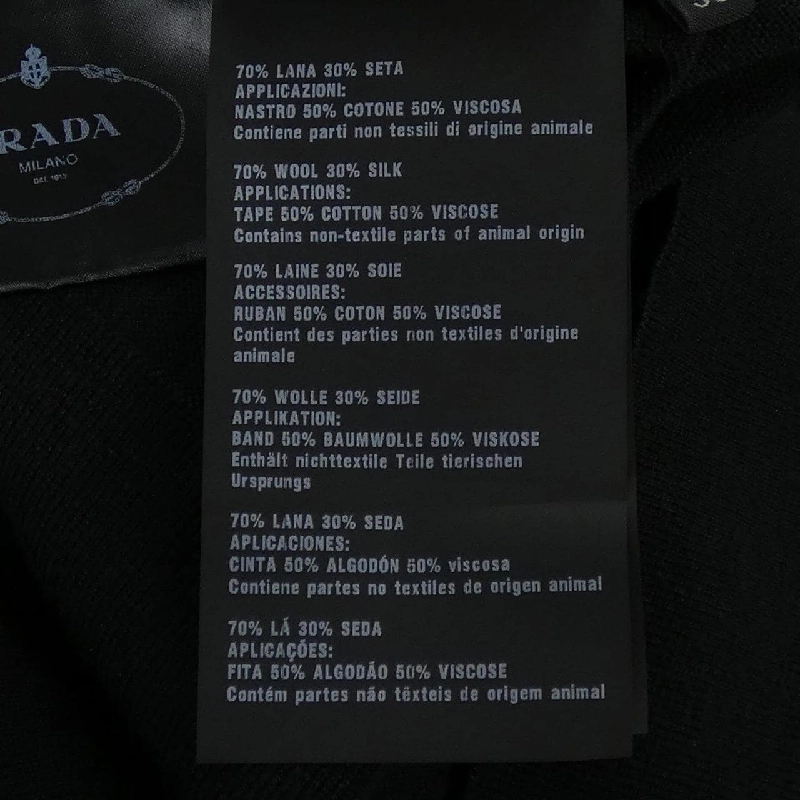 RADA
MILANO
DAL 1913
70% LANA 30% SETA
APPLICAZIONI:
NASTRO 50% COTONE 50% VISCOSA
Contiene parti non tessili di origine animale
70% WOOL 30% SILK
APPLICATIONS:
TAPE 50% COTTON 50% VISCOSE
Contains non-textile parts of animal origin
70% LAINE 30% SOIE
ACCESSOIRES:
RUBAN 50% COTON 50% VISCOSE
Contient des parties non textiles d'origine
animale
70% WOLLE 30% SEIDE
APPLIKATION:
BAND 50% BAUMWOLLE 50% VISKOSE
Enthält nichttextile Teile tierischen
Ursprungs
70% LANA 30% SEDA
APLICACIONES:
CINTA 50% ALGODÓN 50% viscosa
Contiene partes no textiles de origen animal
70% LÁ 30% SEDA
APLICAÇÕES:
FITA 50% ALGODÁO 50% VISCOSE
Contém partes não têxteis de origem animal